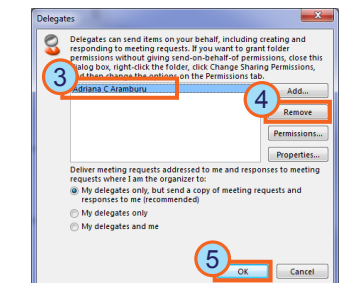 Delegates
Delegates can send items on your behalf, including creating and
responding to meeting requests. If you want to grant folder
permissions without giving send-on-behalf-of permissions, close this
dialog box, right-click the folder, click Change Sharing Permissions,
and then change the options on the Permissions tab.
3
Adriana C Aramburu
Add...
4
Remove
Permissions...
Properties...
Deliver meeting requests addressed to me and responses to meeting
requests where I am the organizer to:
My delegates only, but send a copy of meeting requests and
responses to me (recommended)
My delegates only
My delegates and me
5
OK
Cancel